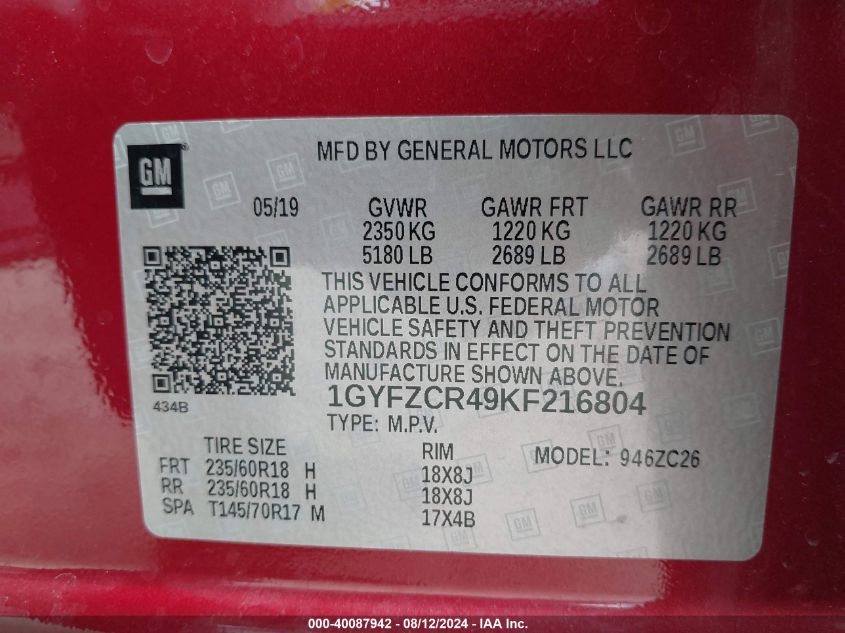 GM
MFD BY GENERAL MOTORS LLC
05/19 GVWR GAWR FRT GAWR RR
2350 KG 1220 KG 1220 KG
5180 LB 2689 LB 2689 LB
THIS VEHICLE CONFORMS TO ALL
APPLICABLE U.S. FEDERAL MOTOR
VEHICLE SAFETY AND THEFT PREVENTION
STANDARDS IN EFFECT ON THE DATE OF
MANUFACTURE SHOWN ABOVE.
434B
1GYFZCR49KF216804
TYPE: M.P.V.
TIRE SIZE RIM MODEL: 946ZC26
FRT 235/60R18 H 18X8J
RR 235/60R18 H 18X8J
SPA T145/70R17 M 17X4B
000-40087942 - 08/12/2024 - IAA Inc.